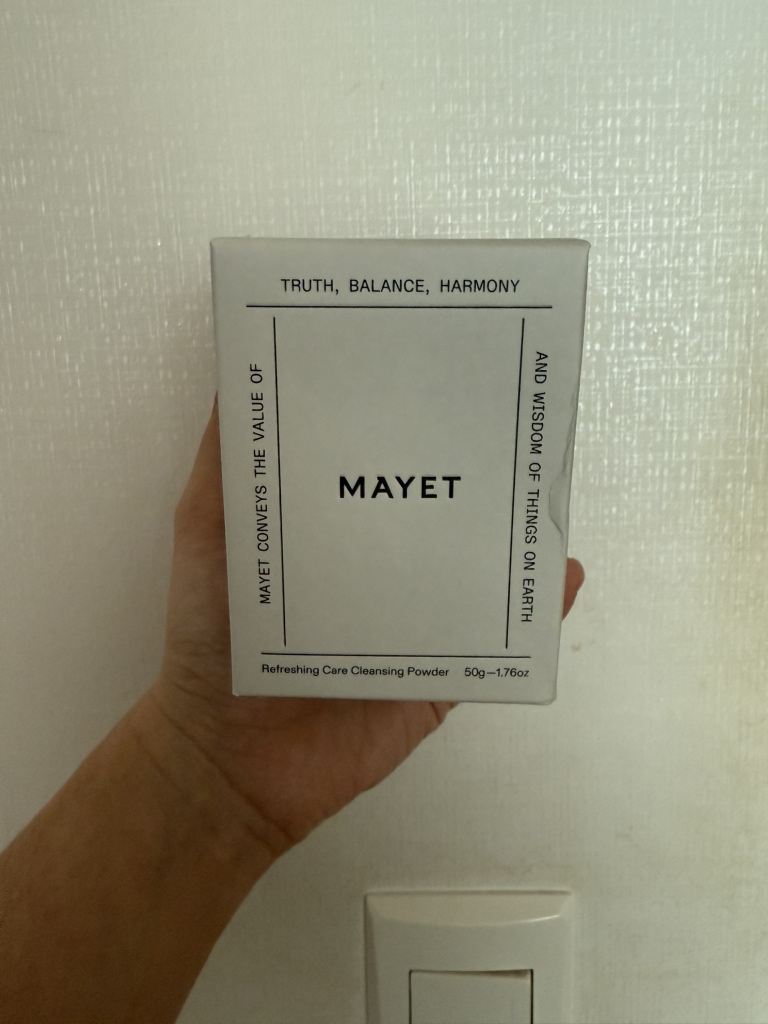 MAYET CONVEYS THE VALUE OF
TRUTH, BALANCE, HARMONY
AND WISDOM OF THINGS ON EARTH
MAYET
Refreshing Care Cleansing Powder 50g—1.76oz